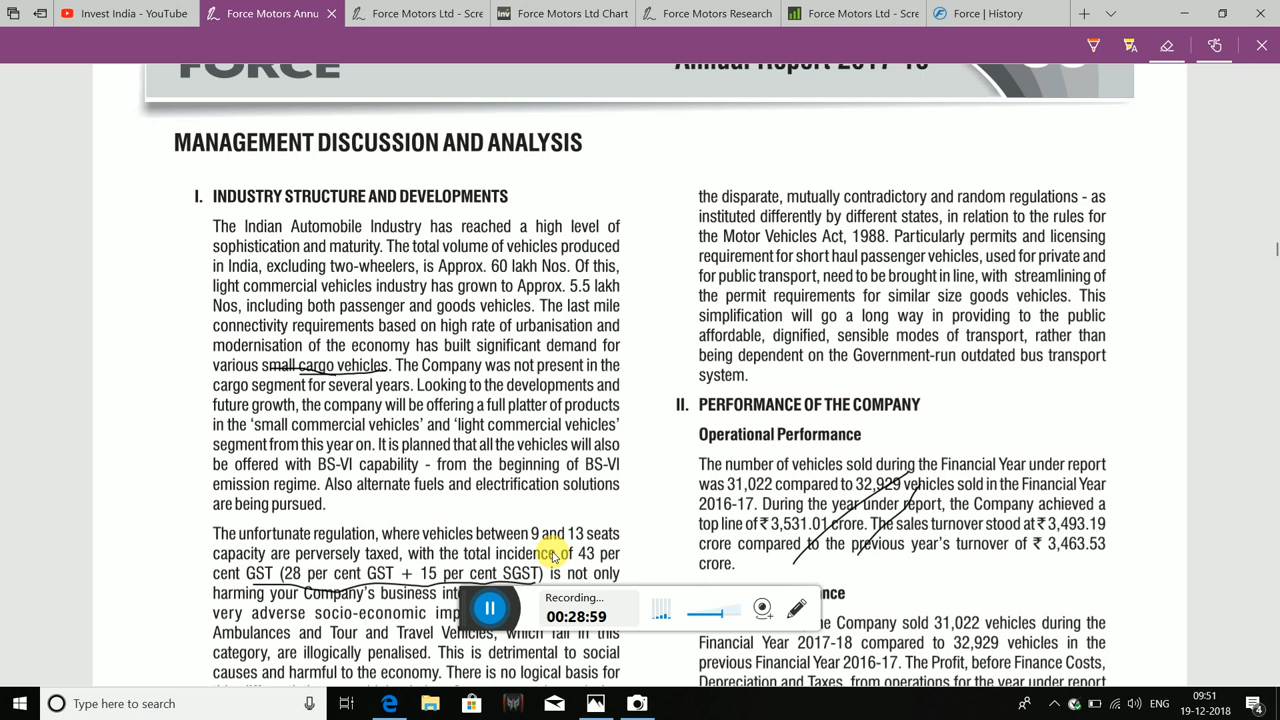 Invest India - YouTube
Force Motors Annu
Force Motors Ltd - Scre
Force Motors Ltd Chart
Force Motors Research
Force Motors Ltd - Scre
Force | History
FORCE
Annual Report 2017-18
MANAGEMENT DISCUSSION AND ANALYSIS
I. INDUSTRY STRUCTURE AND DEVELOPMENTS
The Indian Automobile Industry has reached a high level of
sophistication and maturity. The total volume of vehicles produced
in India, excluding two-wheelers, is Approx. 60 lakh Nos. Of this,
light commercial vehicles industry has grown to Approx. 5.5 lakh
Nos, including both passenger and goods vehicles. The last mile
connectivity requirements based on high rate of urbanisation and
modernisation of the economy has built significant demand for
various small cargo vehicles. The Company was not present in the
cargo segment for several years. Looking to the developments and
future growth, the company will be offering a full platter of products
in the ‘small commercial vehicles’ and ‘light commercial vehicles’
segment from this year on. It is planned that all the vehicles will also
be offered with BS-VI capability - from the beginning of BS-VI
emission regime. Also alternate fuels and electrification solutions
are being pursued.
The unfortunate regulation, where vehicles between 9 and 13 seats
capacity are perversely taxed, with the total incidence of 43 per
cent GST (28 per cent GST + 15 per cent SGST) is not only
harming your Company’s business int
very adverse socio-economic imp
Ambulances and Tour and Travel Vehicles, which fall in this
category, are illogically penalised. This is detrimental to social
causes and harmful to the economy. There is no logical basis for
the disparate, mutually contradictory and random regulations - as
instituted differently by different states, in relation to the rules for
the Motor Vehicles Act, 1988. Particularly permits and licensing
requirement for short haul passenger vehicles, used for private and
for public transport, need to be brought in line, with streamlining of
the permit requirements for similar size goods vehicles. This
simplification will go a long way in providing to the public
affordable, dignified, sensible modes of transport, rather than
being dependent on the Government-run outdated bus transport
system.
II. PERFORMANCE OF THE COMPANY
Operational Performance
The number of vehicles sold during the Financial Year under report
was 31,022 compared to 32,929 vehicles sold in the Financial Year
2016-17. During the year under report, the Company achieved a
top line of ₹ 3,531.01 crore. The sales turnover stood at ₹ 3,493.19
crore compared to the previous year’s turnover of ₹ 3,463.53
crore.
nance
he Company sold 31,022 vehicles during the
Financial Year 2017-18 compared to 32,929 vehicles in the
previous Financial Year 2016-17. The Profit, before Finance Costs,
Depreciation and Taxes, from operations for the year under report
Recording...
00:28:59
Type here to search
ENG
09:51
19-12-2018